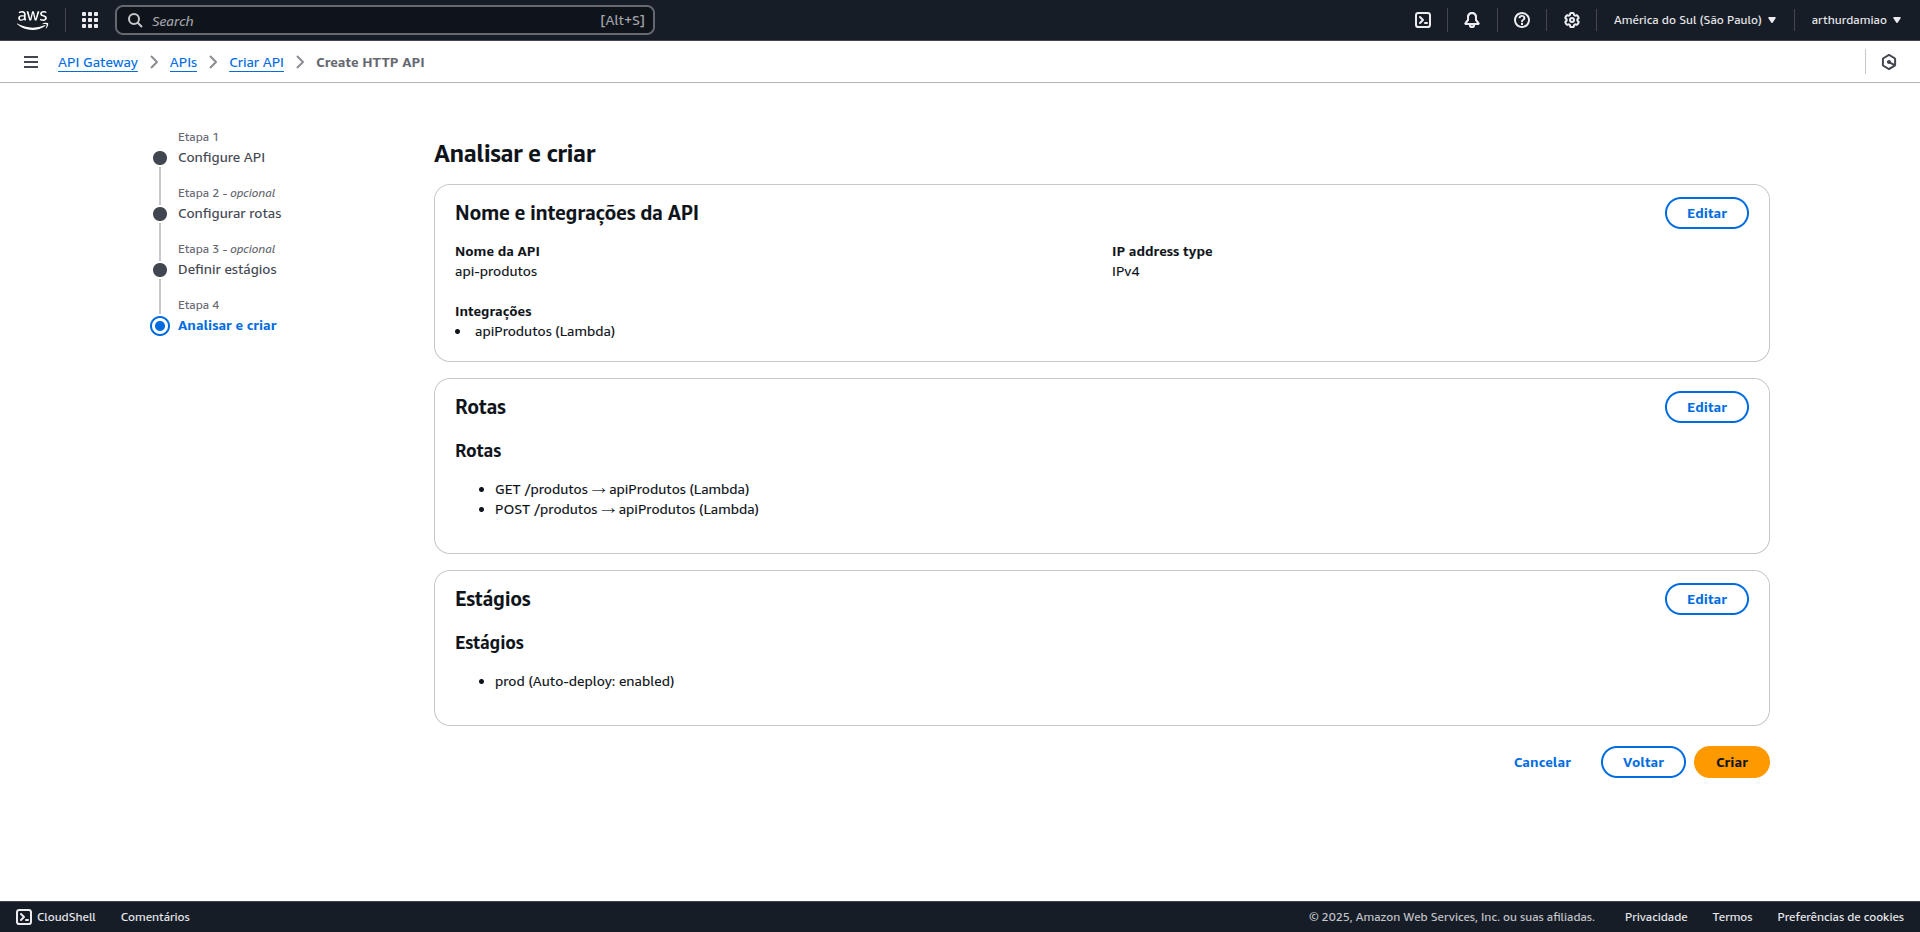 aws
Search [Alt+S]
América do Sul (São Paulo)
arthurdamiao
API Gateway
APIs
Criar API
Create HTTP API
Etapa 1
Configure API
Etapa 2 - opcional
Configurar rotas
Etapa 3 - opcional
Definir estágios
Etapa 4
Analisar e criar
Analisar e criar
Nome e integrações da API
Editar
Nome da API
api-produtos
IP address type
IPv4
Integrações
apiProdutos (Lambda)
Rotas
Editar
Rotas
GET /produtos → apiProdutos (Lambda)
POST /produtos → apiProdutos (Lambda)
Estágios
Editar
Estágios
prod (Auto-deploy: enabled)
Cancelar
Voltar
Criar
CloudShell
Comentários
© 2025, Amazon Web Services, Inc. ou suas afiliadas.
Privacidade
Termos
Preferências de cookies